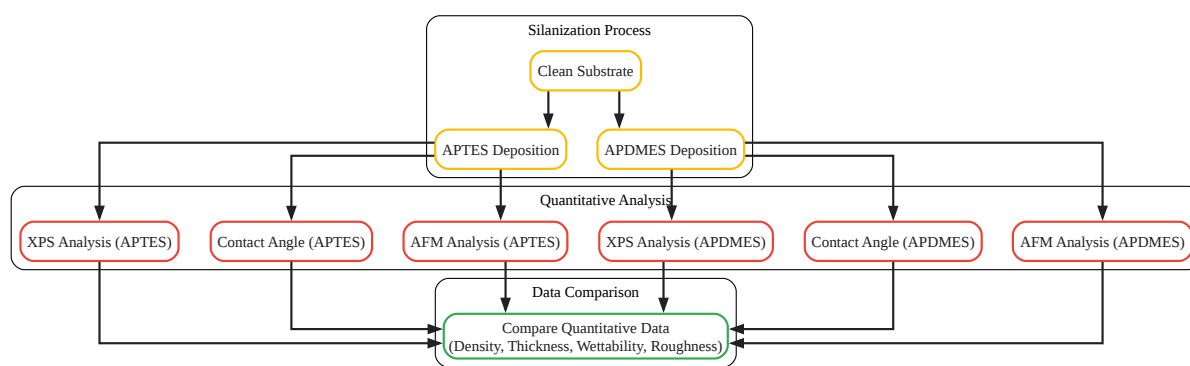 Silanization Process
Clean Substrate
APTES Deposition
APDMES Deposition
Quantitative Analysis
XPS Analysis (APTES)
Contact Angle (APTES)
AFM Analysis (APTES)
XPS Analysis (APDMES)
Contact Angle (APDMES)
AFM Analysis (APDMES)
Data Comparison
Compare Quantitative Data
(Density, Thickness, Wettability, Roughness)